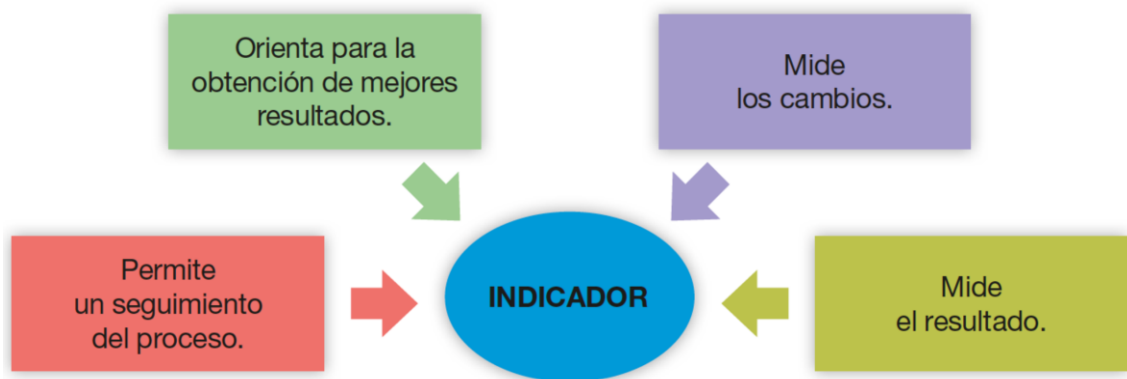 Orienta para la
obtención de mejores
resultados.
Mide
los cambios.
Permite
un seguimiento
del proceso.
INDICADOR
Mide
el resultado.